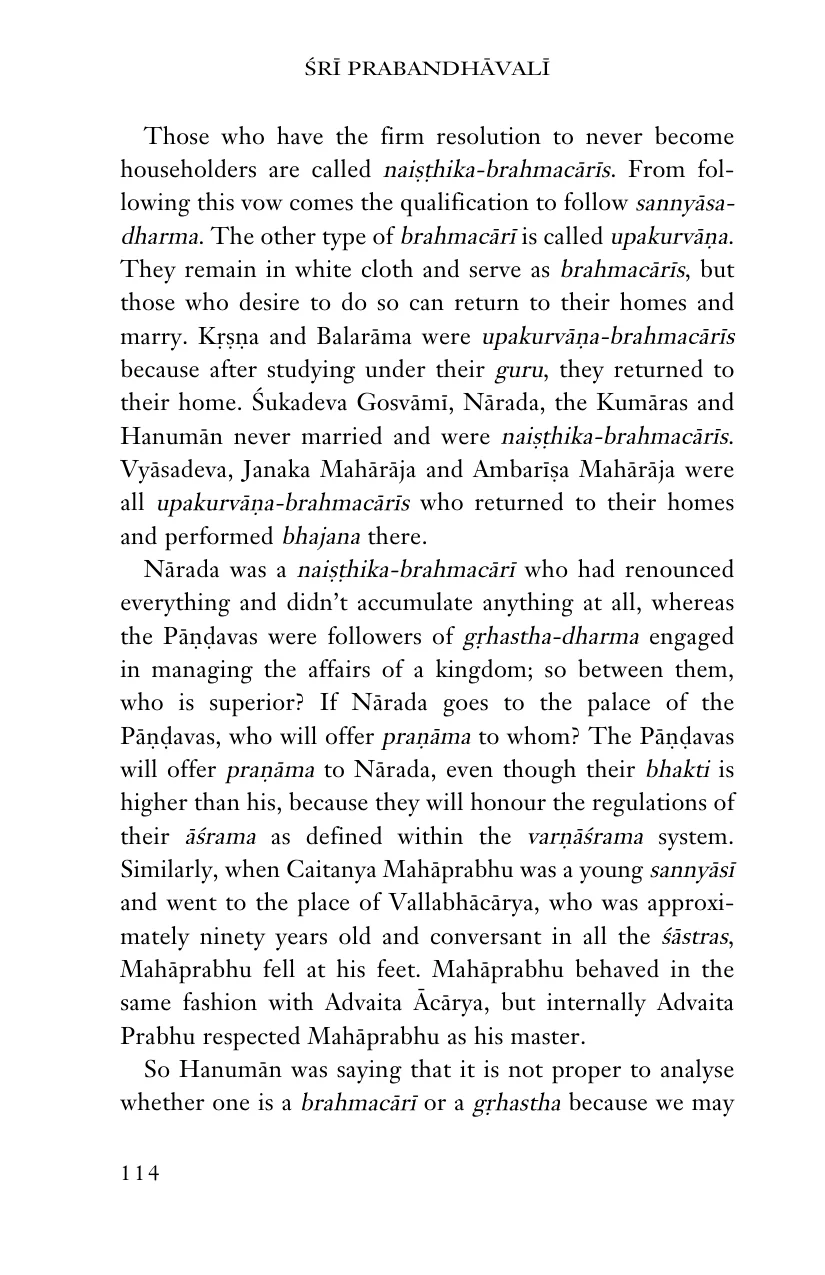 ŚRĪ PRABANDHĀVALĪ
Those who have the firm resolution to never become
householders are called naiṣṭhika-brahmacārīs. From fol-
lowing this vow comes the qualification to follow sannyāsa-
dharma. The other type of brahmacārī is called upakurvāṇa.
They remain in white cloth and serve as brahmacārīs, but
those who desire to do so can return to their homes and
marry. Kṛṣṇa and Balarāma were upakurvāṇa-brahmacārīs
because after studying under their guru, they returned to
their home. Śukadeva Gosvāmī, Nārada, the Kumāras and
Hanumān never married and were naiṣṭhika-brahmacārīs.
Vyāsadeva, Janaka Mahārāja and Ambarīṣa Mahārāja were
all upakurvāṇa-brahmacārīs who returned to their homes
and performed bhajana there.
Nārada was a naiṣṭhika-brahmacārī who had renounced
everything and didn’t accumulate anything at all, whereas
the Pāṇḍavas were followers of gṛhastha-dharma engaged
in managing the affairs of a kingdom; so between them,
who is superior? If Nārada goes to the palace of the
Pāṇḍavas, who will offer praṇāma to whom? The Pāṇḍavas
will offer praṇāma to Nārada, even though their bhakti is
higher than his, because they will honour the regulations of
their āśrama as defined within the varṇāśrama system.
Similarly, when Caitanya Mahāprabhu was a young sannyāsī
and went to the place of Vallabhācārya, who was approxi-
mately ninety years old and conversant in all the śāstras,
Mahāprabhu fell at his feet. Mahāprabhu behaved in the
same fashion with Advaita Ācārya, but internally Advaita
Prabhu respected Mahāprabhu as his master.
So Hanumān was saying that it is not proper to analyse
whether one is a brahmacārī or a gṛhastha because we may
114